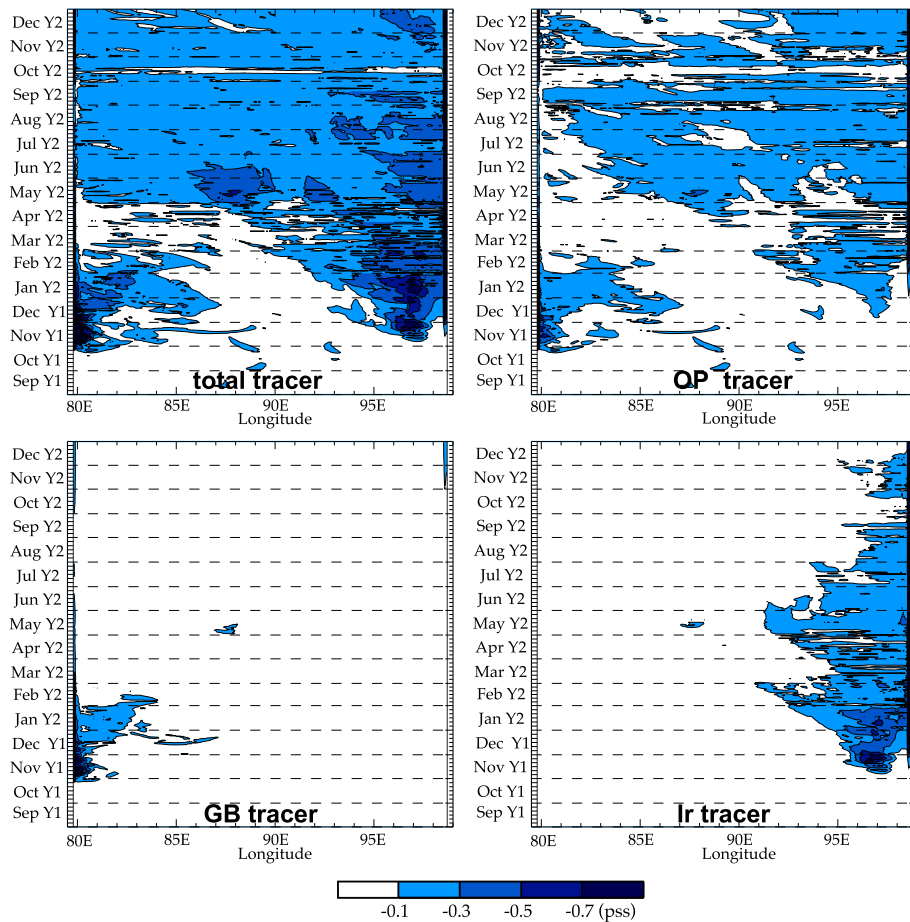 Dec Y2
Nov Y2
Oct Y2
Sep Y2
Aug Y2
Jul Y2
Jun Y2
May Y2
Apr Y2
Mar Y2
Feb Y2
Jan Y2
Dec Y1
Nov Y1
Oct Y1
Sep Y1
total tracer
80E 85E 90E 95E
Longitude
Dec Y2
Nov Y2
Oct Y2
Sep Y2
Aug Y2
Jul Y2
Jun Y2
May Y2
Apr Y2
Mar Y2
Feb Y2
Jan Y2
Dec Y1
Nov Y1
Oct Y1
Sep Y1
OP tracer
80E 85E 90E 95E
Longitude
Dec Y2
Nov Y2
Oct Y2
Sep Y2
Aug Y2
Jul Y2
Jun Y2
May Y2
Apr Y2
Mar Y2
Feb Y2
Jan Y2
Dec Y1
Nov Y1
Oct Y1
Sep Y1
GB tracer
80E 85E 90E 95E
Longitude
Dec Y2
Nov Y2
Oct Y2
Sep Y2
Aug Y2
Jul Y2
Jun Y2
May Y2
Apr Y2
Mar Y2
Feb Y2
Jan Y2
Dec Y1
Nov Y1
Oct Y1
Sep Y1
Ir tracer
80E 85E 90E 95E
Longitude
-0.1 -0.3 -0.5 -0.7 (pss)